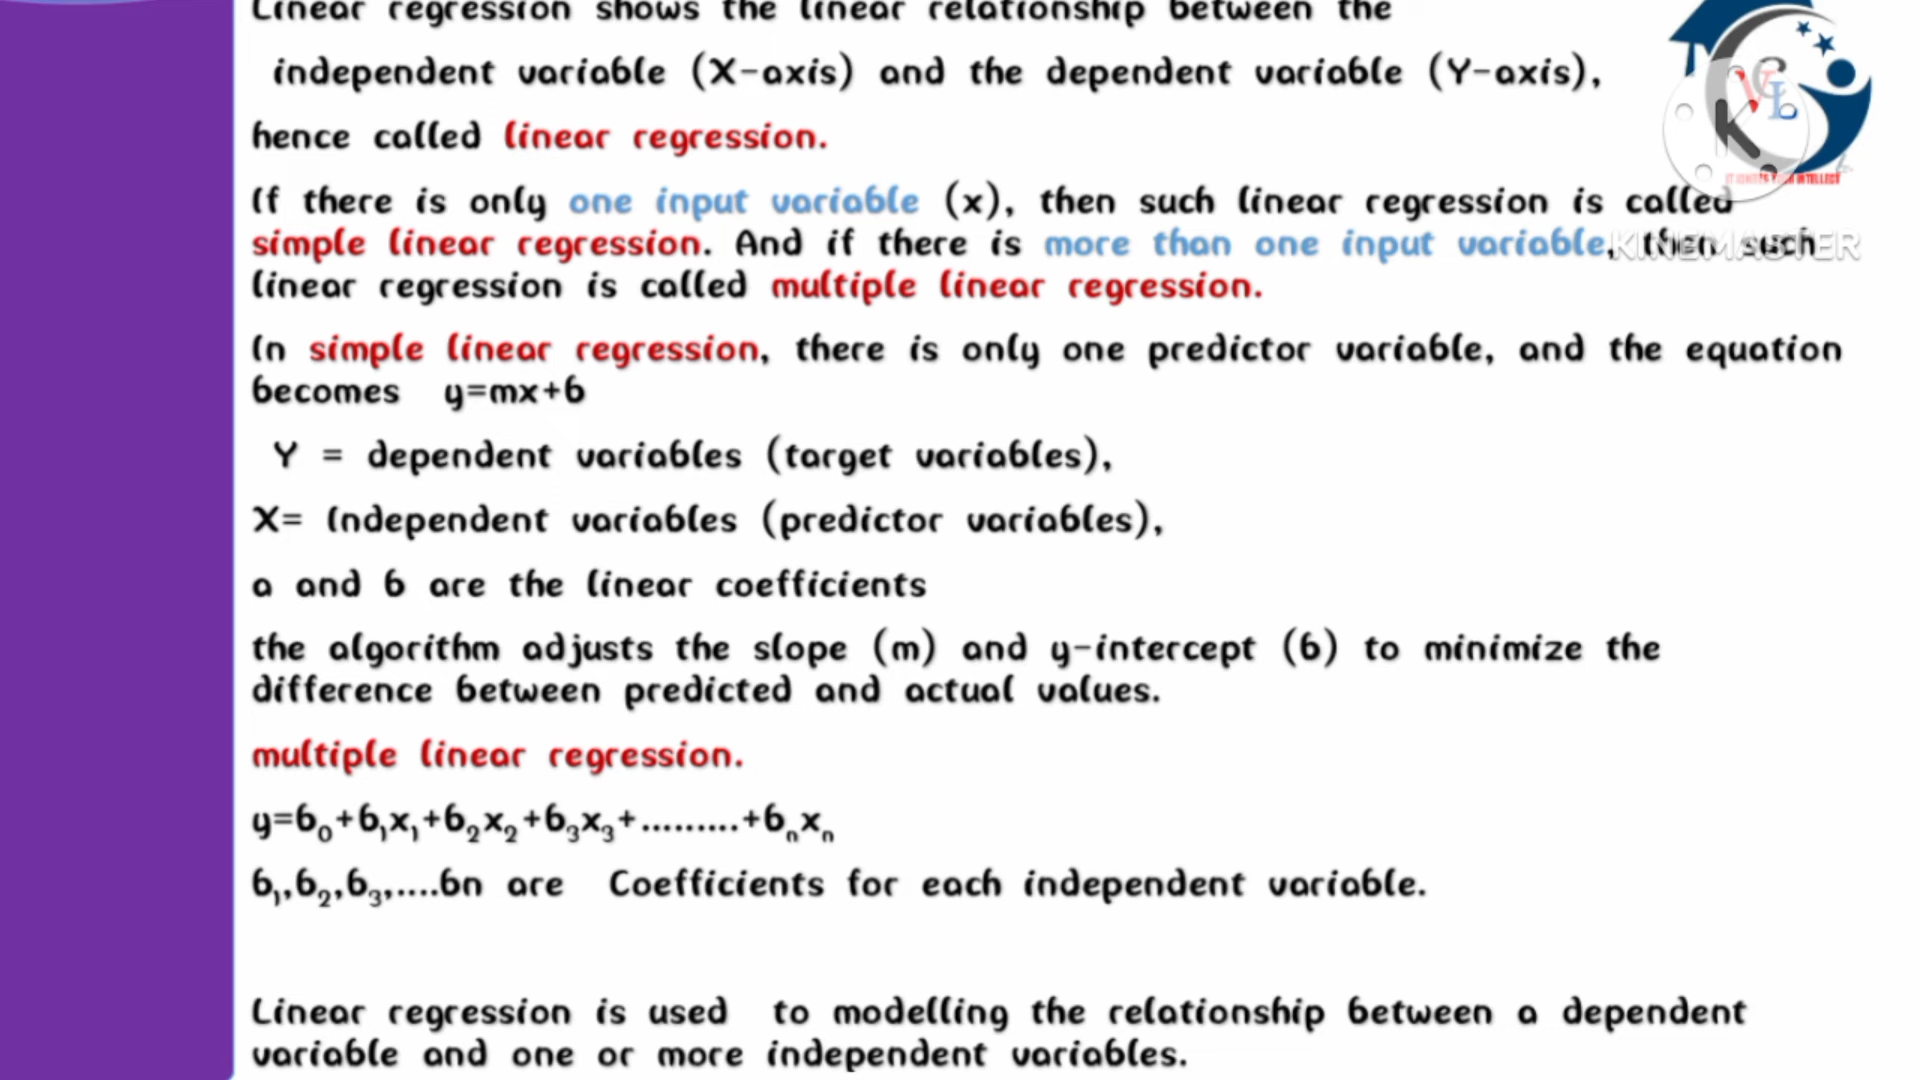 Linear regression shows the linear relationship between the
independent variable (X-axis) and the dependent variable (Y-axis),
hence called linear regression.
If there is only one input variable (x), then such linear regression is called
simple linear regression. And if there is more than one input variable, then such
linear regression is called multiple linear regression.
In simple linear regression, there is only one predictor variable, and the equation
becomes y=mx+b
Y = dependent variables (target variables),
X= Independent variables (predictor variables),
a and b are the linear coefficients
the algorithm adjusts the slope (m) and y-intercept (b) to minimize the
difference between predicted and actual values.
multiple linear regression.
y=b₀+b₁x₁+b₂x₂+b₃x₃+.........+bₙxₙ
b₁,b₂,b₃,....bn are Coefficients for each independent variable.
Linear regression is used to modelling the relationship between a dependent
variable and one or more independent variables.
VCL
K
IT IGNITES YOUR INTELLECT
KINEMASTER